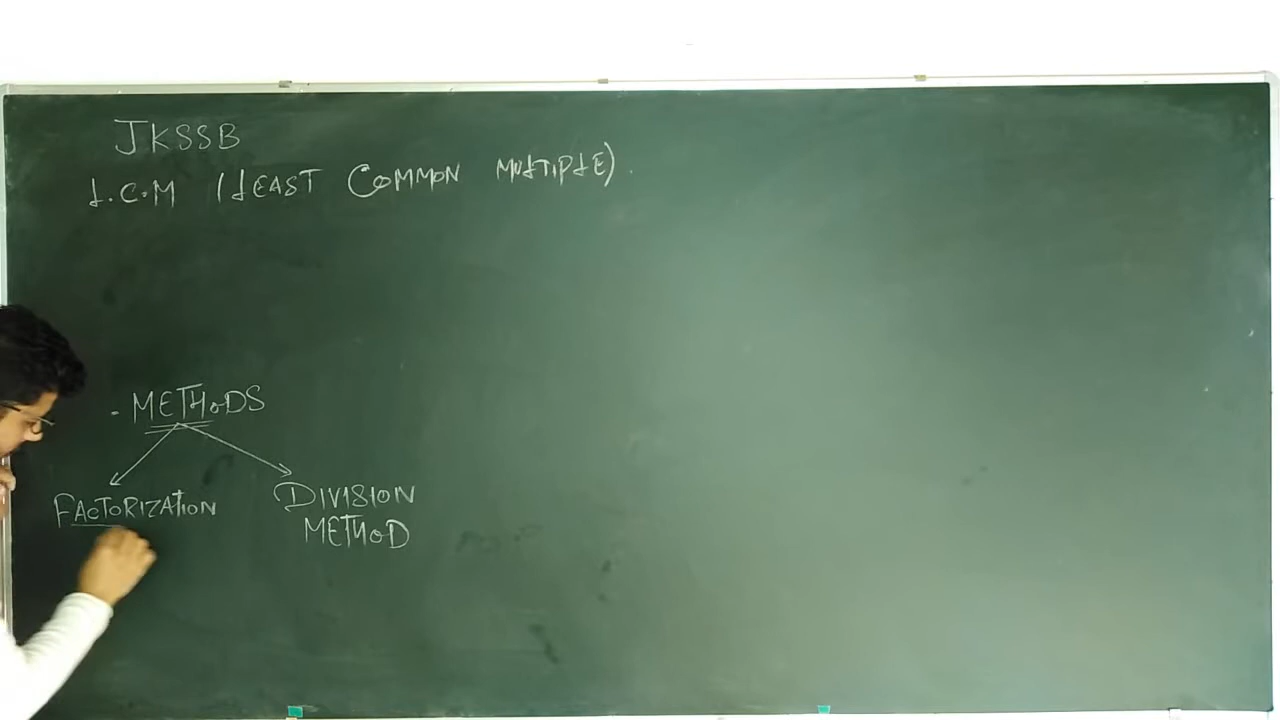 JKSSB
L.C.M (LEAST COMMON MULTIPLE).
- METHODS
FACTORIZATION
DIVISION
METHOD